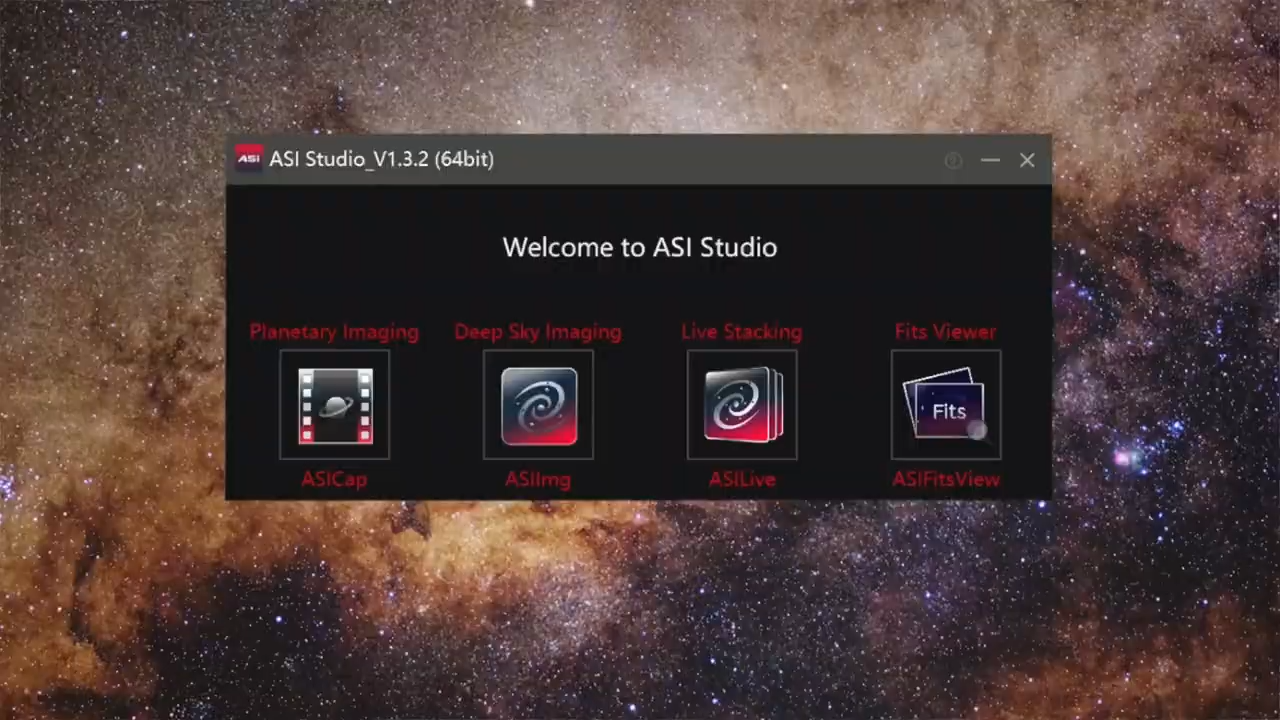 ASI
ASI Studio_V1.3.2 (64bit)
Welcome to ASI Studio
Planetary Imaging
Deep Sky Imaging
Live Stacking
Fits Viewer
Fits
ASICap
ASIImg
ASILive
ASIFitsView